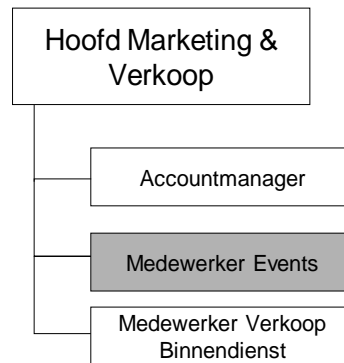 Hoofd Marketing &
Verkoop
Accountmanager
Medewerker Events
Medewerker Verkoop
Binnendienst